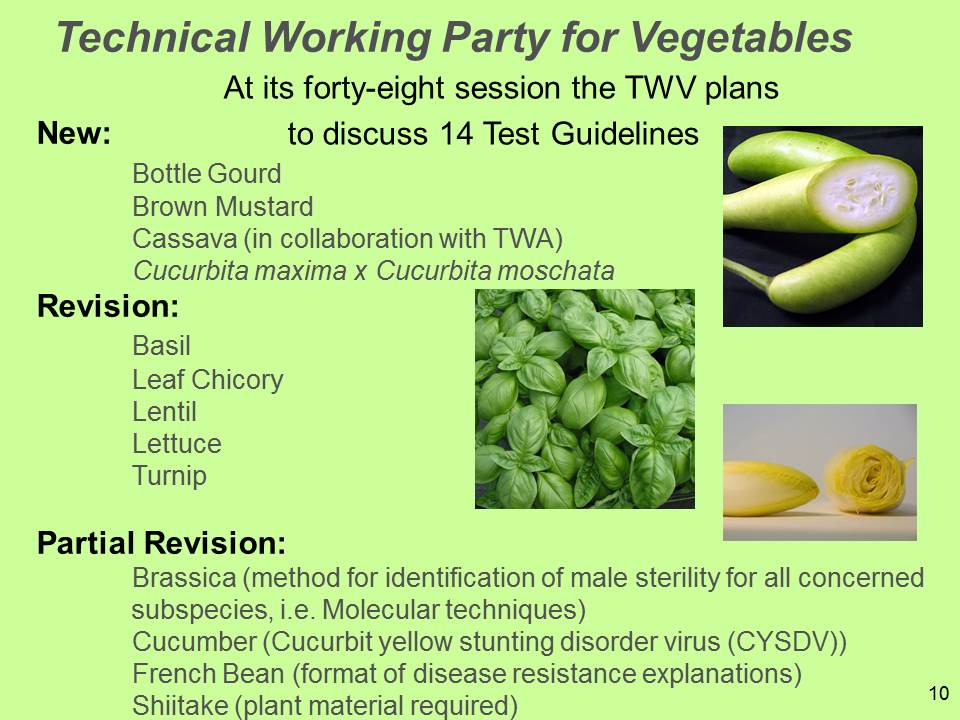 Technical Working Party for Vegetables
At its forty-eight session the TWV plans
to discuss 14 Test Guidelines
New:
Bottle Gourd
Brown Mustard
Cassava (in collaboration with TWA)
Cucurbita maxima x Cucurbita moschata
Revision:
Basil
Leaf Chicory
Lentil
Lettuce
Turnip
Partial Revision:
Brassica (method for identification of male sterility for all concerned
subspecies, i.e. Molecular techniques)
Cucumber (Cucurbit yellow stunting disorder virus (CYSDV))
French Bean (format of disease resistance explanations)
Shiitake (plant material required)
10